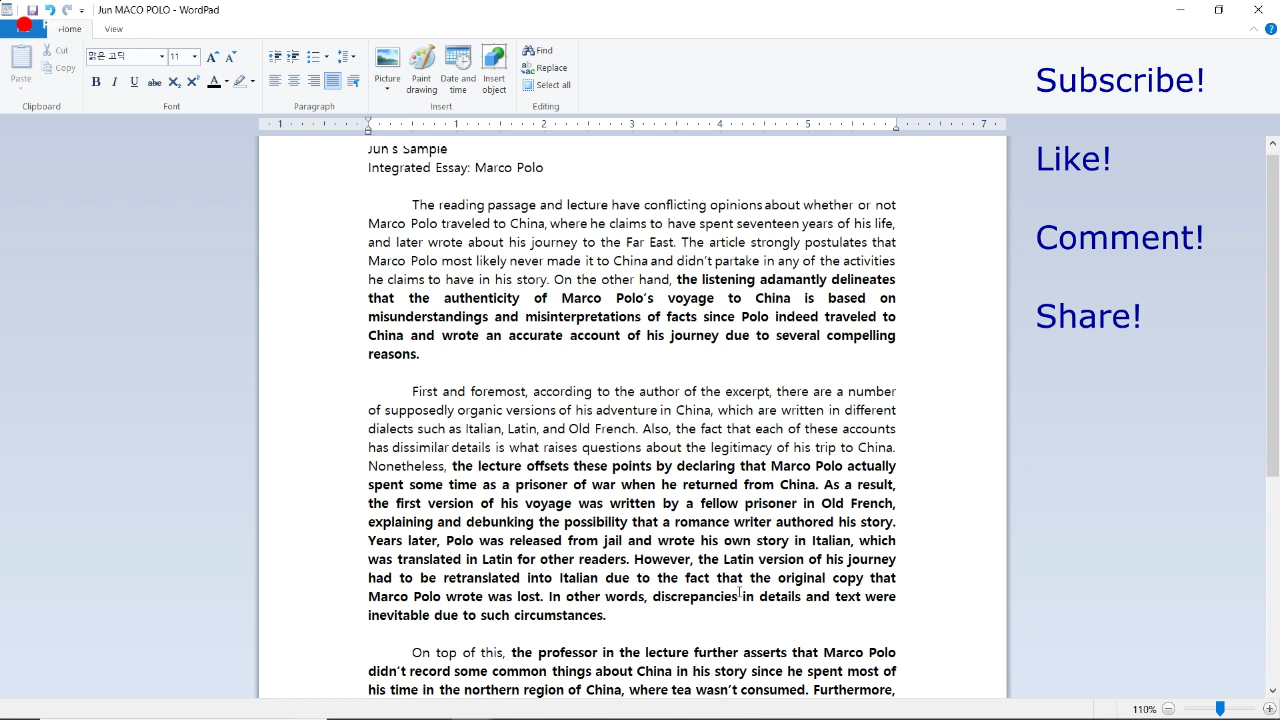 Jun MACO POLO - WordPad
Home
View
Paste
Cut
Copy
Clipboard
맑은 고딕
11
Font
Paragraph
Picture
Paint drawing
Date and time
Insert object
Insert
Find
Replace
Select all
Editing
Subscribe!
Like!
Comment!
Share!
1 1 2 3 4 5 7
Jun's Sample
Integrated Essay: Marco Polo
The reading passage and lecture have conflicting opinions about whether or not
Marco Polo traveled to China, where he claims to have spent seventeen years of his life,
and later wrote about his journey to the Far East. The article strongly postulates that
Marco Polo most likely never made it to China and didn't partake in any of the activities
he claims to have in his story. On the other hand, the listening adamantly delineates
that the authenticity of Marco Polo's voyage to China is based on
misunderstandings and misinterpretations of facts since Polo indeed traveled to
China and wrote an accurate account of his journey due to several compelling
reasons.
First and foremost, according to the author of the excerpt, there are a number
of supposedly organic versions of his adventure in China, which are written in different
dialects such as Italian, Latin, and Old French. Also, the fact that each of these accounts
has dissimilar details is what raises questions about the legitimacy of his trip to China.
Nonetheless, the lecture offsets these points by declaring that Marco Polo actually
spent some time as a prisoner of war when he returned from China. As a result,
the first version of his voyage was written by a fellow prisoner in Old French,
explaining and debunking the possibility that a romance writer authored his story.
Years later, Polo was released from jail and wrote his own story in Italian, which
was translated in Latin for other readers. However, the Latin version of his journey
had to be retranslated into Italian due to the fact that the original copy that
Marco Polo wrote was lost. In other words, discrepancies in details and text were
inevitable due to such circumstances.
On top of this, the professor in the lecture further asserts that Marco Polo
didn't record some common things about China in his story since he spent most of
his time in the northern region of China, where tea wasn't consumed. Furthermore,
110%